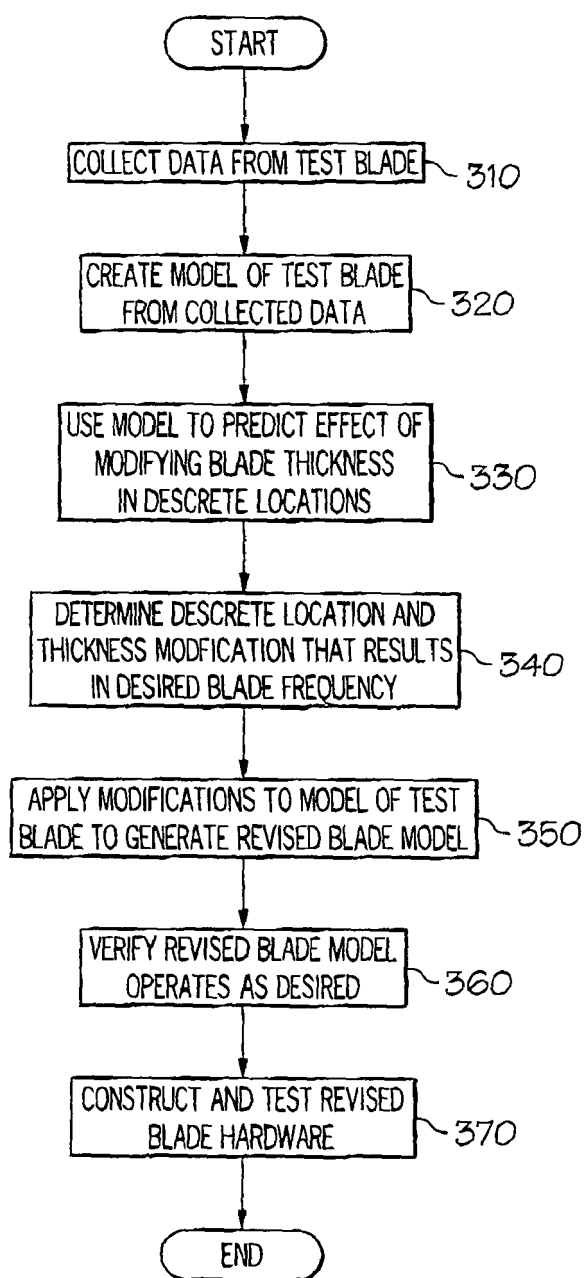 START
COLLECT DATA FROM TEST BLADE
310
CREATE MODEL OF TEST BLADE
FROM COLLECTED DATA
320
USE MODEL TO PREDICT EFFECT OF
MODIFYING BLADE THICKNESS
IN DESCRETE LOCATIONS
330
DETERMINE DESCRETE LOCATION AND
THICKNESS MODFICATION THAT RESULTS
IN DESIRED BLADE FREQUENCY
340
APPLY MODIFICATIONS TO MODEL OF TEST
BLADE TO GENERATE REVISED BLADE MODEL
350
VERIFY REVISED BLADE MODEL
OPERATES AS DESIRED
360
CONSTRUCT AND TEST REVISED
BLADE HARDWARE
370
END